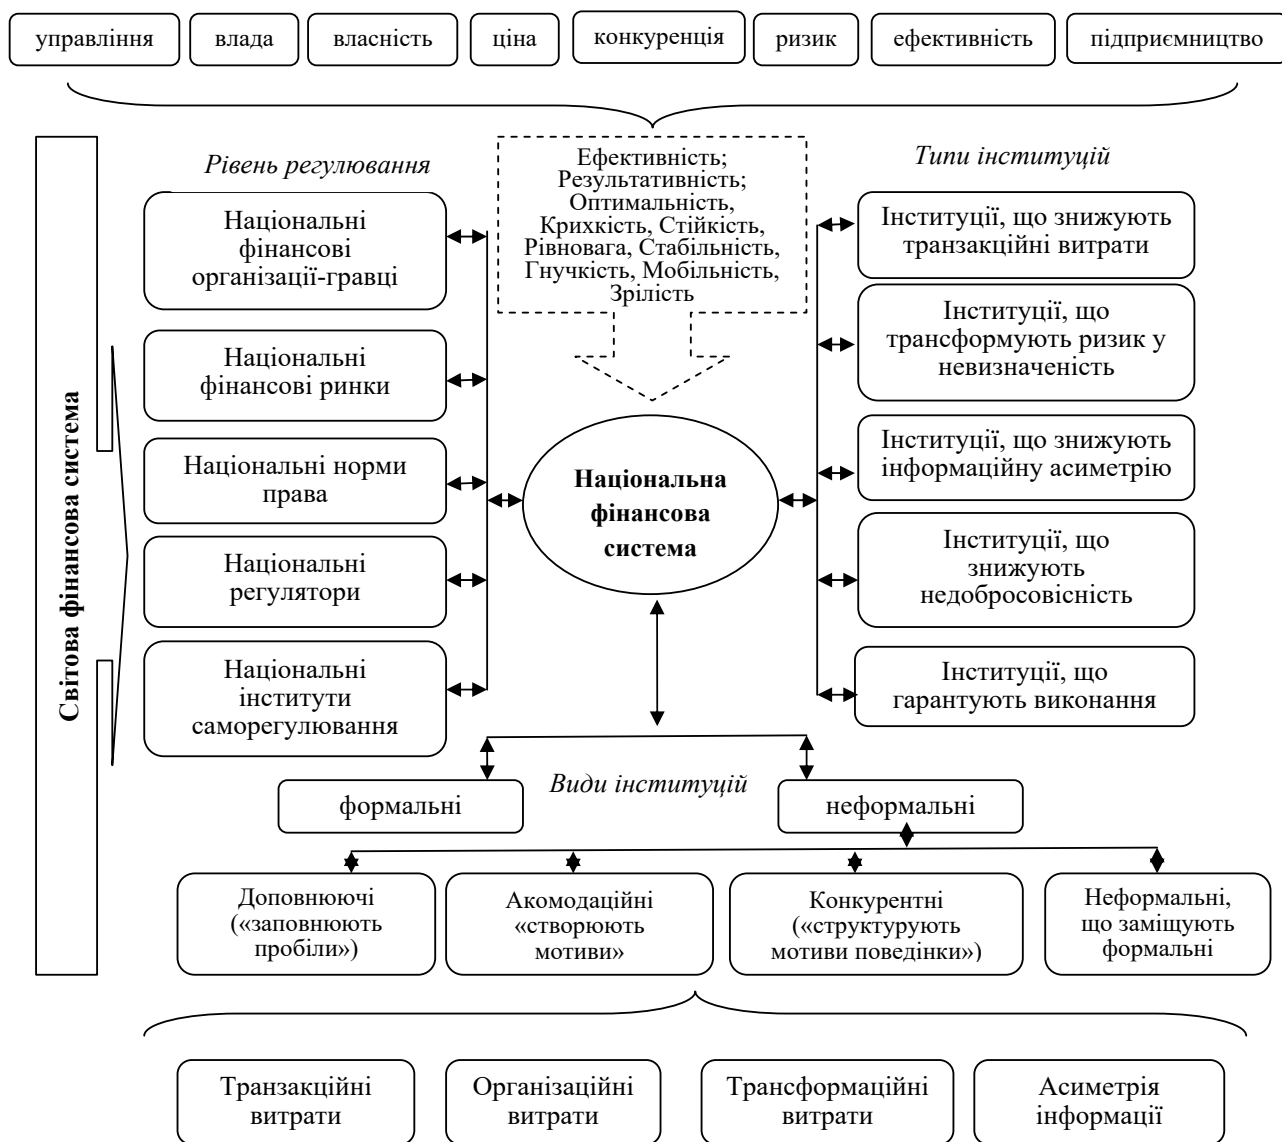 управління
влада
власність
ціна
конкуренція
ризик
ефективність
підприємництво
Світова фінансова система
Рівень регулювання
Національні
фінансові
організації-гравці
Національні
фінансові ринки
Національні норми
права
Національні
регулятори
Національні
інститути
саморегулювання
Ефективність;
Результативність;
Оптимальність,
Крихкість, Стійкість,
Рівновага, Стабільність,
Гнучкість, Мобільність,
Зрілість
Національна
фінансова
система
Типи інституцій
Інституції, що знижують
транзакційні витрати
Інституції, що
трансформують ризик у
невизначеність
Інституції, що знижують
інформаційну асиметрію
Інституції, що
знижують
недобросовісність
Інституції, що
гарантують виконання
Види інституцій
формальні
неформальні
Доповнюючі
(«заповнюють
пробіли»)
Акомодаційні
«створюють
мотиви»
Конкурентні
(«структурують
мотиви поведінки»)
Неформальні,
що заміщують
формальні
Транзакційні
витрати
Організаційні
витрати
Трансформаційні
витрати
Асиметрія
інформації